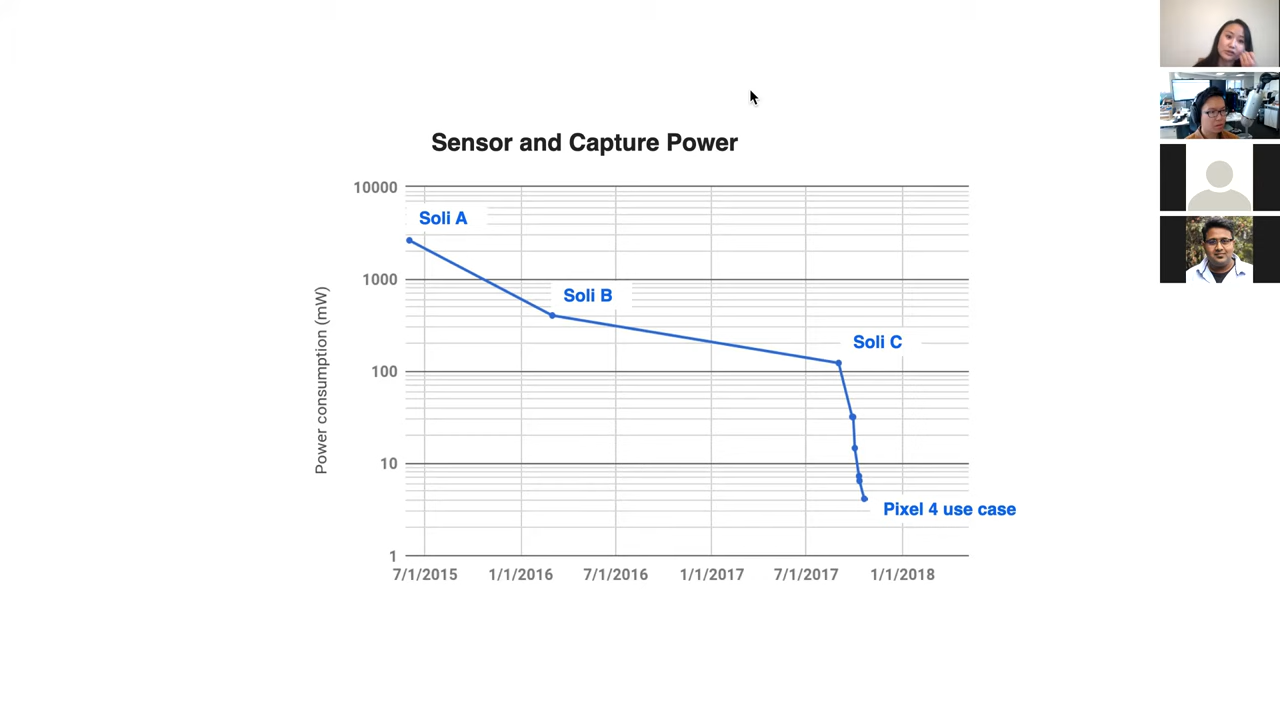 Sensor and Capture Power
10000
Soli A
1000
Soli B
Soli C
100
10
Pixel 4 use case
1
Power consumption (mW)
7/1/2015 1/1/2016 7/1/2016 1/1/2017 7/1/2017 1/1/2018